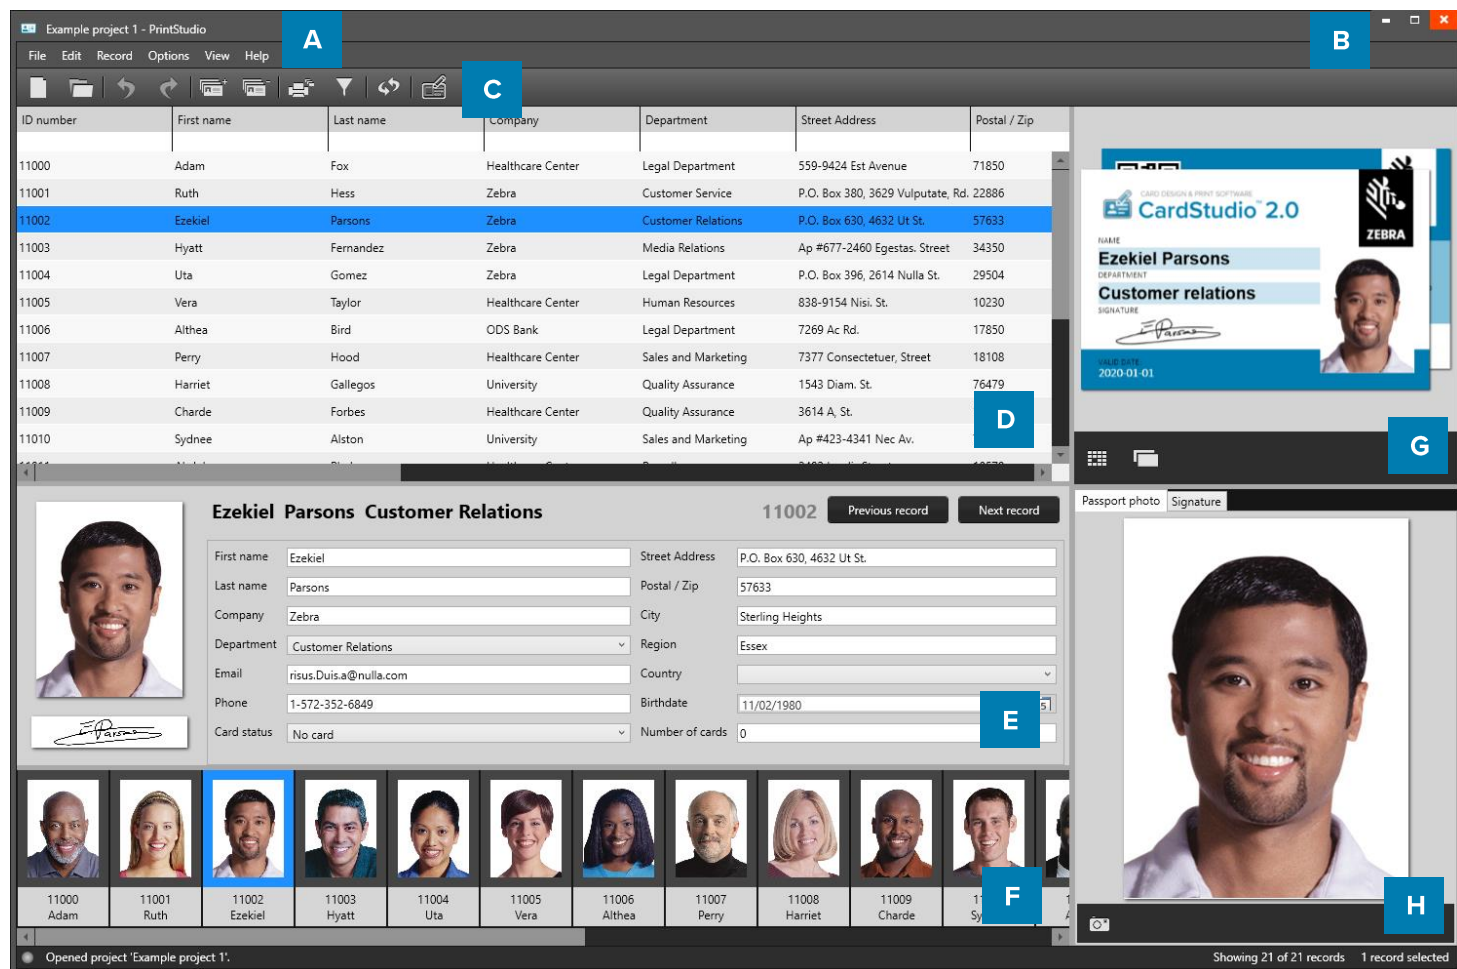 Example project 1 - PrintStudio
A
B
File Edit Record Options View Help
C
ID number First name Last name Company Department Street Address Postal / Zip
11000 Adam Fox Healthcare Center Legal Department 559-9424 Est Avenue 71850
11001 Ruth Hess Zebra Customer Service P.O. Box 380, 3629 Vulputate, Rd. 22886
11002 Ezekiel Parsons Zebra Customer Relations P.O. Box 630, 4632 Ut St. 57633
11003 Hyatt Fernandez Zebra Media Relations Ap #677-2460 Egestas. Street 34350
11004 Uta Gomez Zebra Legal Department P.O. Box 396, 2614 Nulla St. 29504
11005 Vera Taylor Healthcare Center Human Resources 838-9154 Nisi. St. 10230
11006 Althea Bird ODS Bank Legal Department 7269 Ac Rd. 17850
11007 Perry Hood Healthcare Center Sales and Marketing 7377 Consectetuer, Street 18108
11008 Harriet Gallegos University Quality Assurance 1543 Diam. St. 76479
11009 Charde Forbes Healthcare Center Quality Assurance 3614 A, St.
11010 Sydnee Alston University Sales and Marketing Ap #423-4341 Nec Av.
D
CARD DESIGN & PRINT SOFTWARE
CardStudio™ 2.0
ZEBRA
NAME
Ezekiel Parsons
DEPARTMENT
Customer relations
SIGNATURE
E Parsons
VALID DATE
2020-01-01
G
Ezekiel Parsons Customer Relations 11002 Previous record Next record
First name Ezekiel Street Address P.O. Box 630, 4632 Ut St.
Last name Parsons Postal / Zip 57633
Company Zebra City Sterling Heights
Department Customer Relations Region Essex
Email risus.Duis.a@nulla.com Country
Phone 1-572-352-6849 Birthdate 11/02/1980
Card status No card Number of cards 0
E Parsons
E
Passport photo Signature
11000 11001 11002 11003 11004 11005 11006 11007 11008 11009
Adam Ruth Ezekiel Hyatt Uta Vera Althea Perry Harriet Charde
F
H
Opened project 'Example project 1'. Showing 21 of 21 records 1 record selected